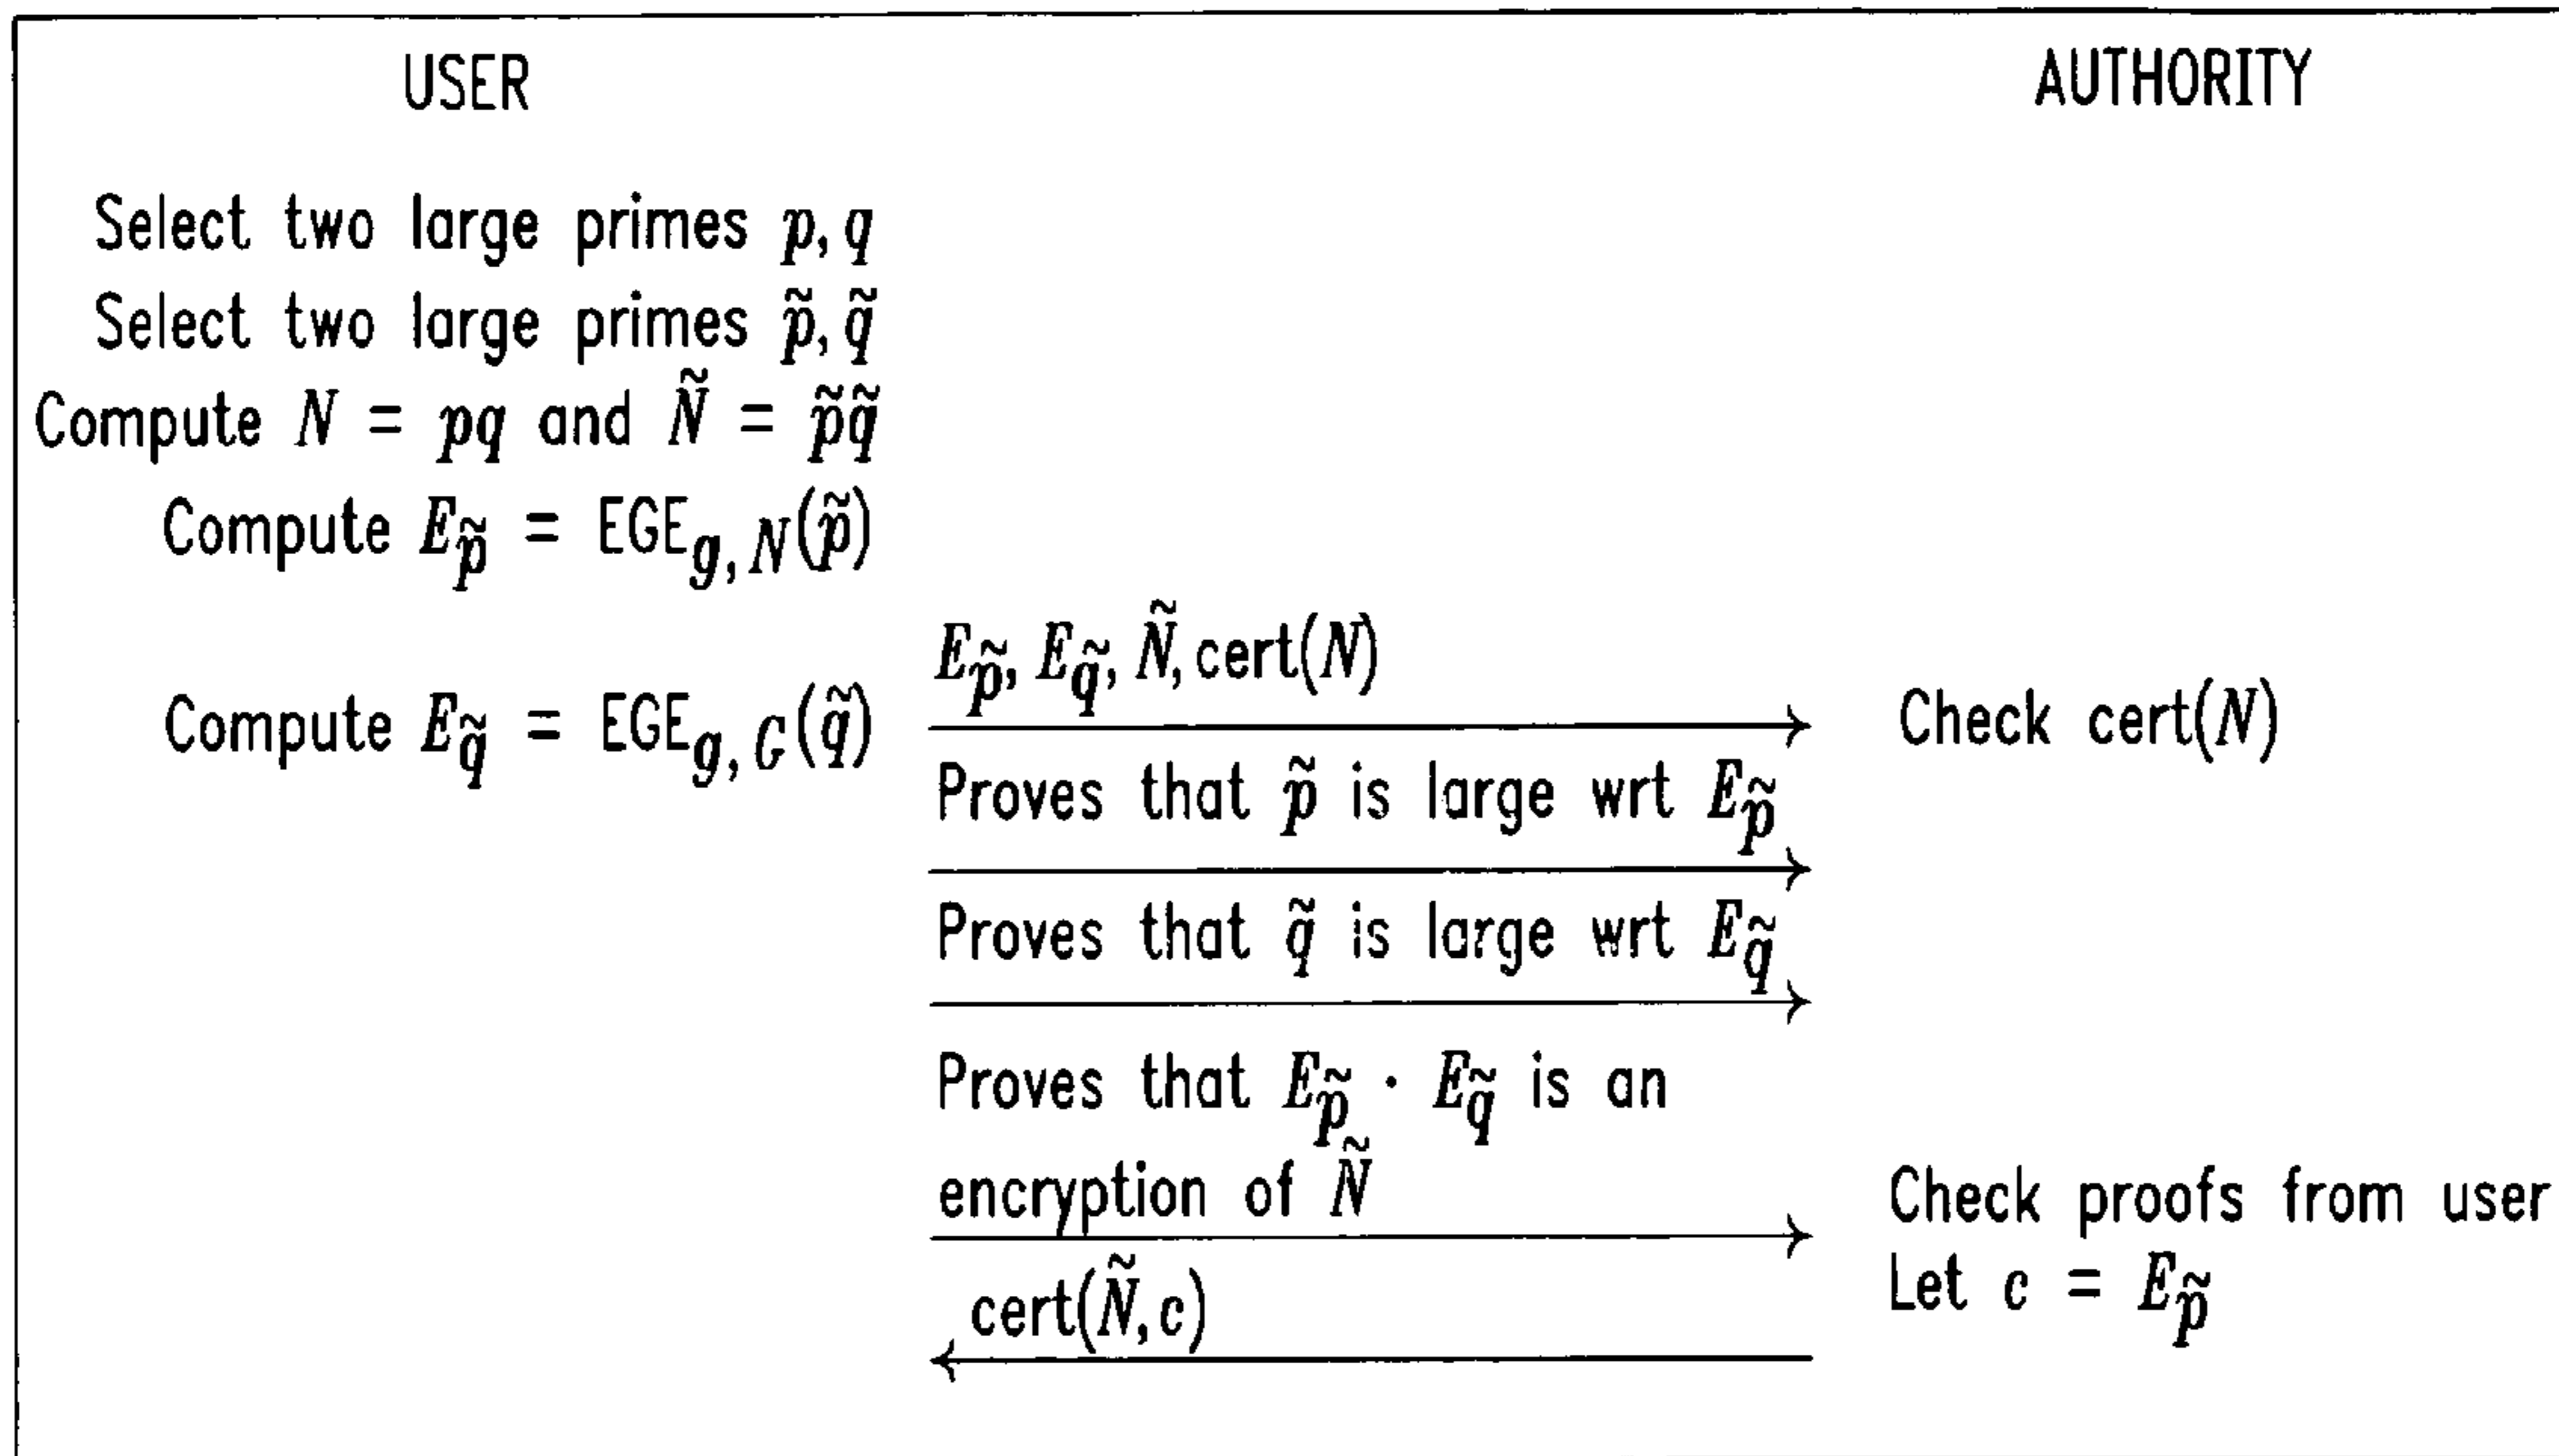 USER
AUTHORITY
Select two large primes p, q
Select two large primes p̃, q̃
Compute N = pq and Ñ = p̃q̃
Compute E_p̃ = EGE_g, N(p̃)
E_p̃, E_q̃, Ñ, cert(N)
Compute E_q̃ = EGE_g, G(q̃)
Check cert(N)
Proves that p̃ is large wrt E_p̃
Proves that q̃ is large wrt E_q̃
Proves that E_p̃ · E_q̃ is an
encryption of Ñ
Check proofs from user
Let c = E_p̃
cert(Ñ, c)